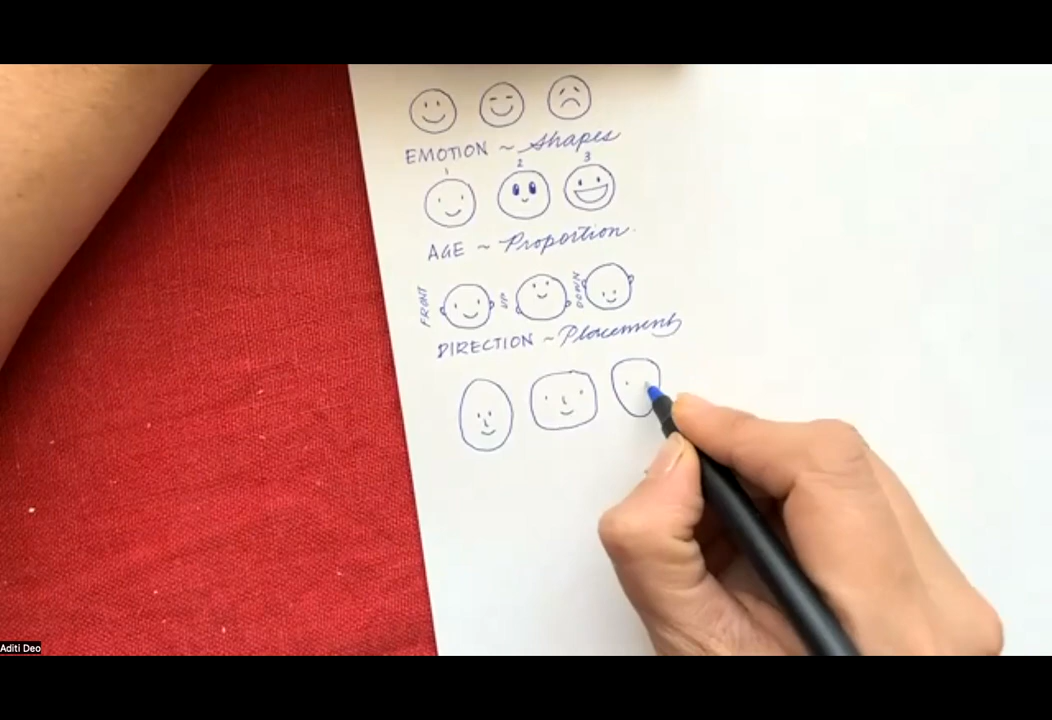 EMOTION ~ Shapes
1 2 3
AGE ~ Proportion.
FRONT UP DOWN
DIRECTION ~ Placement
Aditi Deo